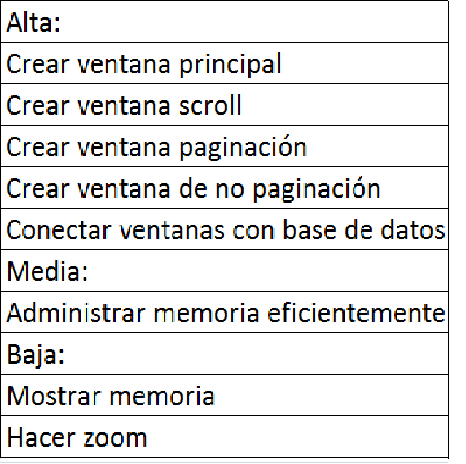 Alta:
Crear ventana principal
Crear ventana scroll
Crear ventana paginación
Crear ventana de no paginación
Conectar ventanas con base de datos
Media:
Administrar memoria eficientemente
Baja:
Mostrar memoria
Hacer zoom